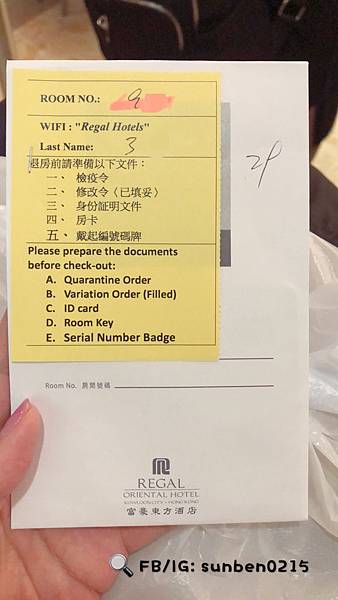 ROOM NO.: 9
WIFI : "Regal Hotels"
Last Name: 3
退房前請準備以下文件：
一、 檢疫令
二、 修改令〈已填妥〉
三、 身份証明文件
四、 房卡
五、 戴起編號碼牌
Please prepare the documents
before check-out:
A. Quarantine Order
B. Variation Order (Filled)
C. ID card
D. Room Key
E. Serial Number Badge
Room No. 房間號碼
REGAL
ORIENTAL HOTEL
KOWLOON CITY • HONG KONG
富豪東方酒店
FB/IG: sunben0215